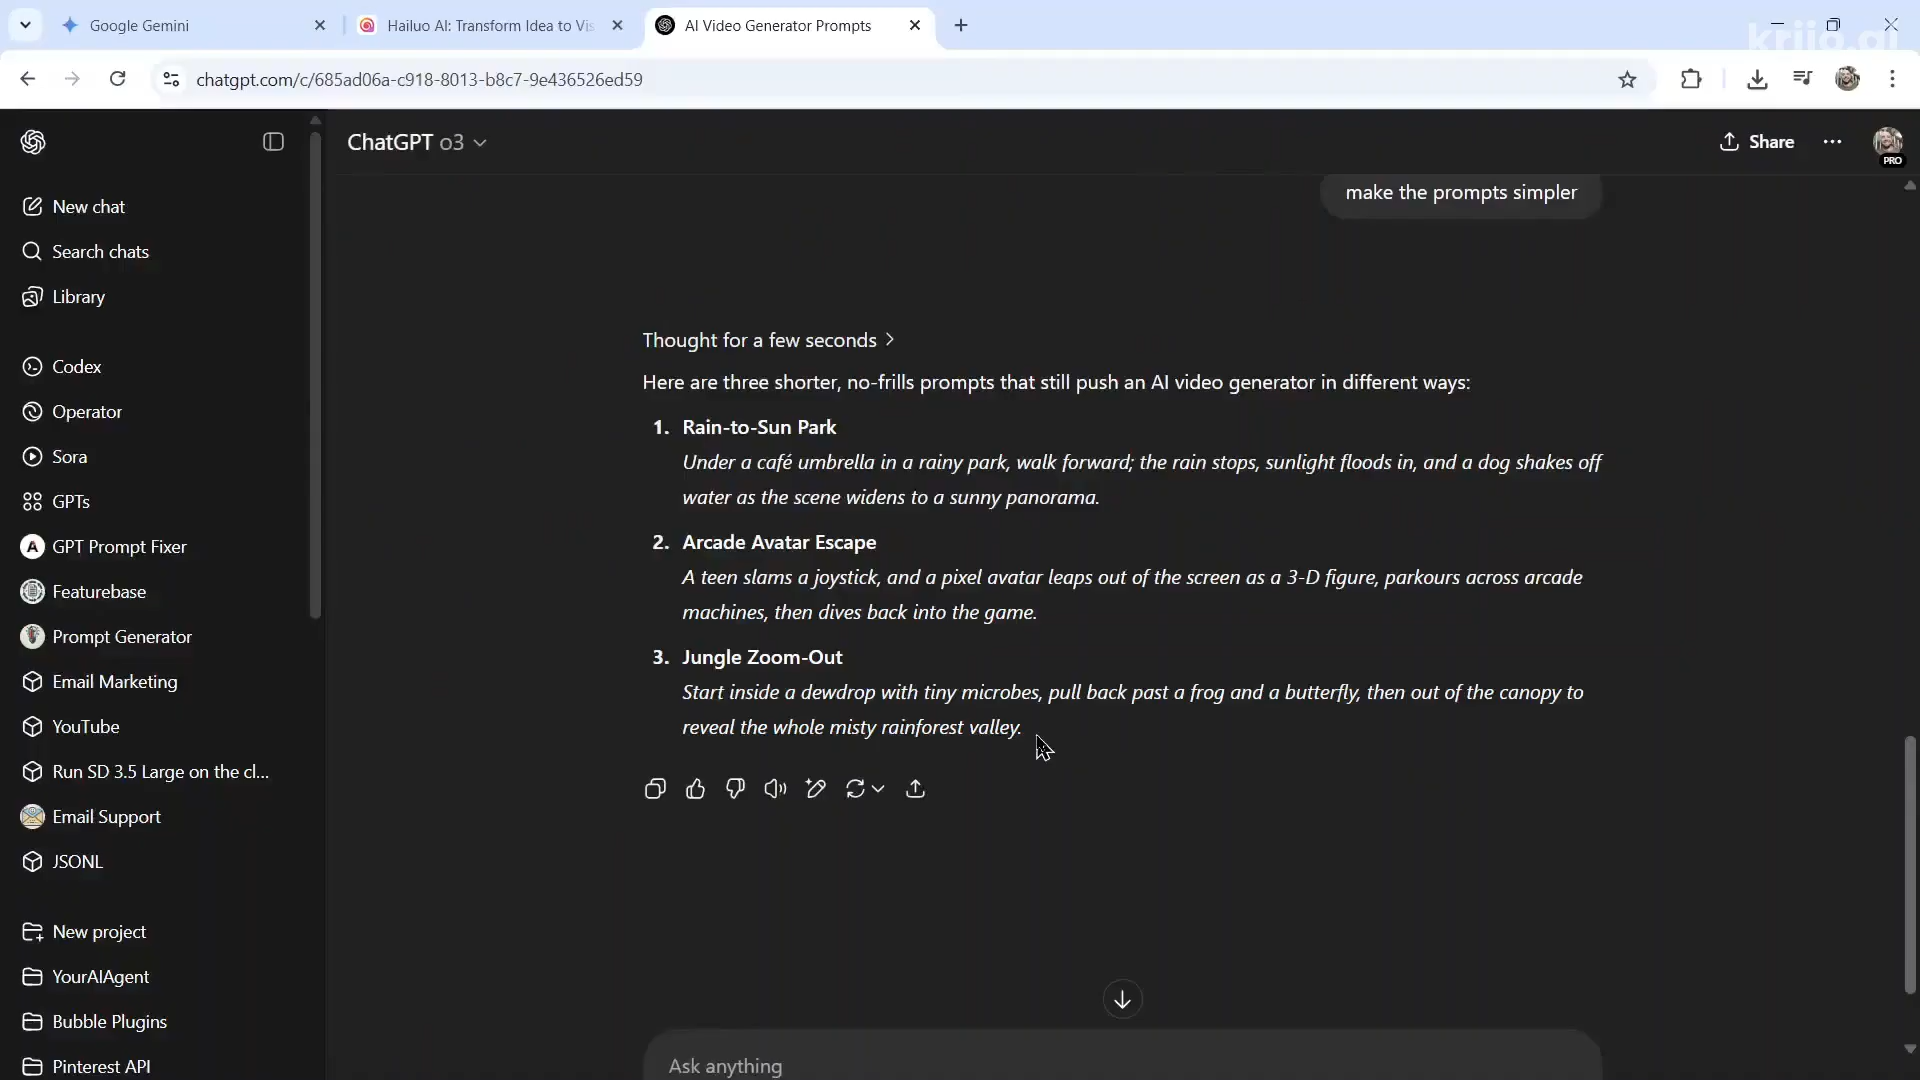 Google Gemini
Hailuo AI: Transform Idea to Vis
AI Video Generator Prompts
kriio.ai
chatgpt.com/c/685ad06a-c918-8013-b8c7-9e436526ed59
ChatGPT o3
Share
PRO
New chat
Search chats
Library
Codex
Operator
Sora
GPTs
A GPT Prompt Fixer
Featurebase
Prompt Generator
Email Marketing
YouTube
Run SD 3.5 Large on the cl...
Email Support
JSONL
New project
YourAIAgent
Bubble Plugins
Pinterest API
make the prompts simpler
Thought for a few seconds
Here are three shorter, no-frills prompts that still push an AI video generator in different ways:
1. Rain-to-Sun Park
Under a café umbrella in a rainy park, walk forward; the rain stops, sunlight floods in, and a dog shakes off
water as the scene widens to a sunny panorama.
2. Arcade Avatar Escape
A teen slams a joystick, and a pixel avatar leaps out of the screen as a 3-D figure, parkours across arcade
machines, then dives back into the game.
3. Jungle Zoom-Out
Start inside a dewdrop with tiny microbes, pull back past a frog and a butterfly, then out of the canopy to
reveal the whole misty rainforest valley.
Ask anything